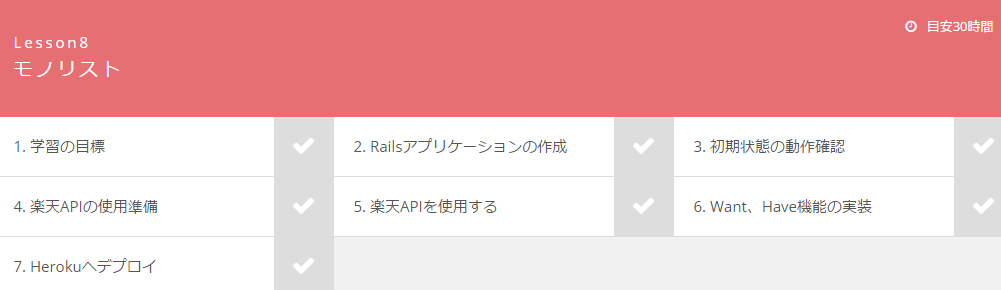 目安30時間
Lesson8
モノリスト
1. 学習の目標
2. Railsアプリケーションの作成
3. 初期状態の動作確認
4. 楽天APIの使用準備
5. 楽天APIを使用する
6. Want、Have機能の実装
7. Herokuへデプロイ